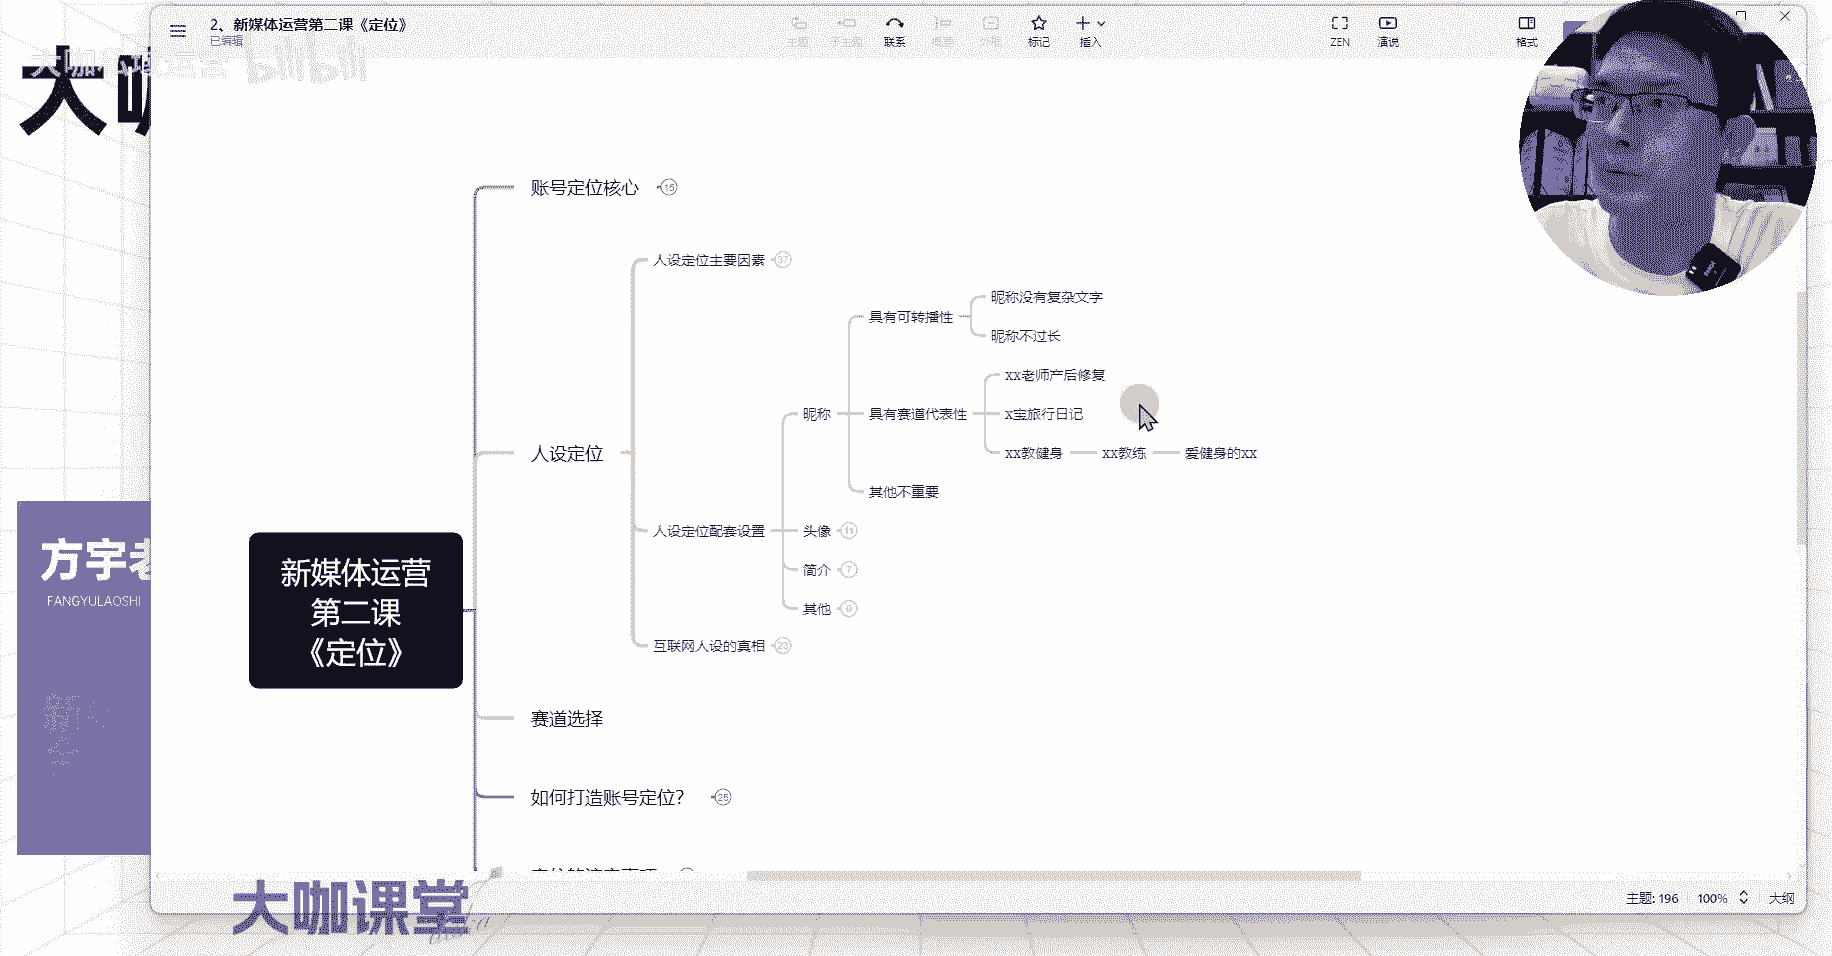 2、新媒体运营第二课《定位》
已编辑
主题
子主题
联系
概要
外框
标记
插入
ZEN
演说
格式
大咖
bilibili
账号定位核心 15
人设定位主要因素 37
昵称没有复杂文字
具有可转播性
昵称不过长
xx老师产后修复
昵称
具有赛道代表性
x宝旅行日记
人设定位
xx教健身
xx教练
爱健身的xx
其他不重要
人设定位配套设置
头像 11
简介 7
其他 9
互联网人设的真相 23
新媒体运营
第二课
《定位》
方宇老
FANGYULAOSHI
赛道选择
如何打造账号定位？ 25
大咖课堂
主题: 196
100%
大纲